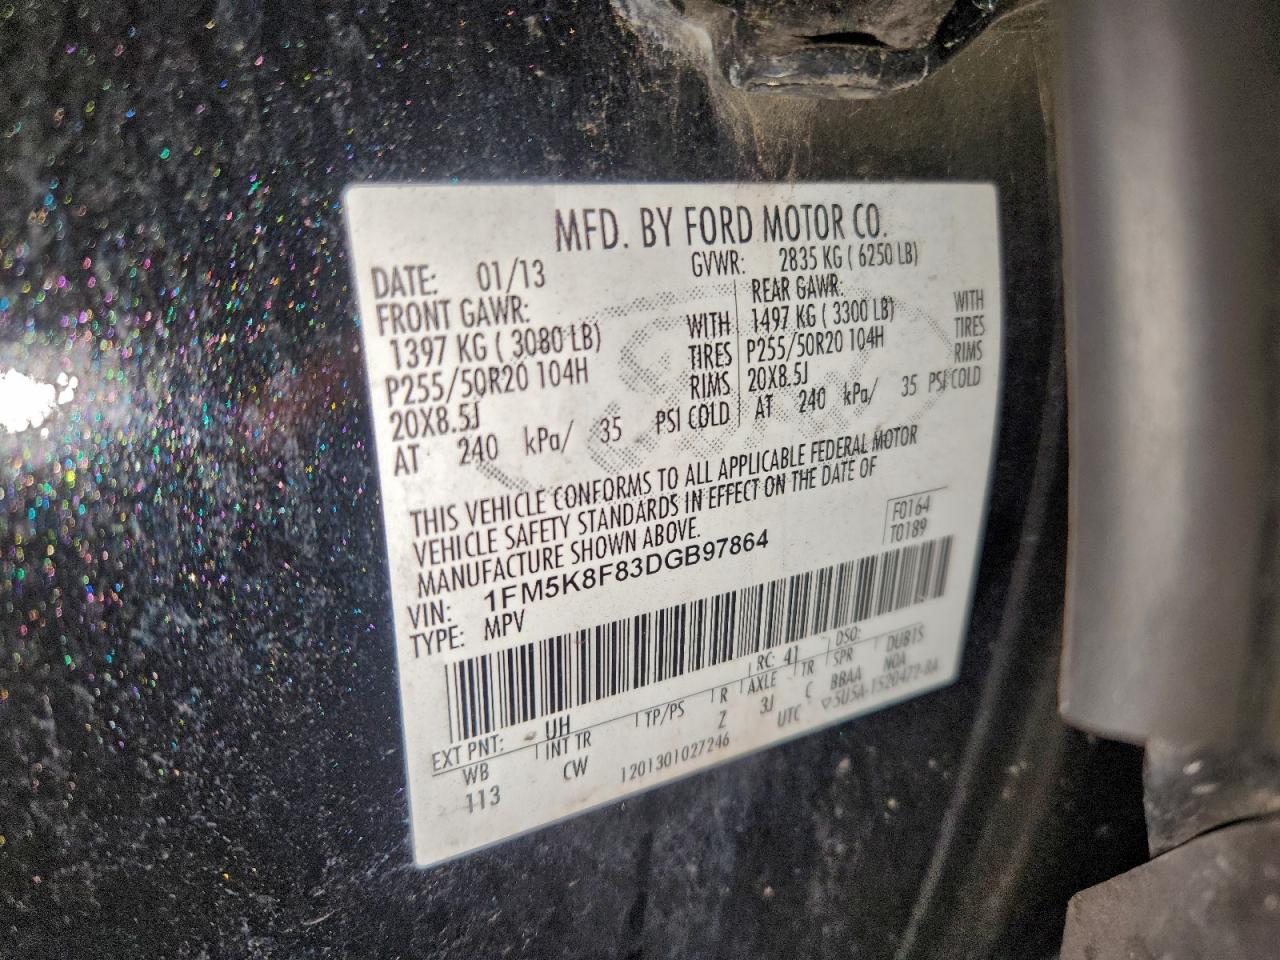 MFD. BY FORD MOTOR CO.
DATE: 01/13 GVWR: 2835 KG ( 6250 LB)
FRONT GAWR: REAR GAWR:
1397 KG ( 3080 LB) WITH 1497 KG ( 3300 LB) WITH
P255/50R20 104H TIRES P255/50R20 104H TIRES
20X8.5J RIMS 20X8.5J RIMS
AT 240 kPa/ 35 PSI COLD AT 240 kPa/ 35 PSI COLD
THIS VEHICLE CONFORMS TO ALL APPLICABLE FEDERAL MOTOR
VEHICLE SAFETY STANDARDS IN EFFECT ON THE DATE OF
MANUFACTURE SHOWN ABOVE.
F0164
T0189
VIN: 1FM5K8F83DGB97864
TYPE: MPV
EXT PNT: UH RC: 41 DSO:
WB INT TR TP/PS R AXLE TR SPR DUBTS
113 CW Z 3J C BBAA NOA
1201301027246 UTC ▽5U5A-1520472-BA